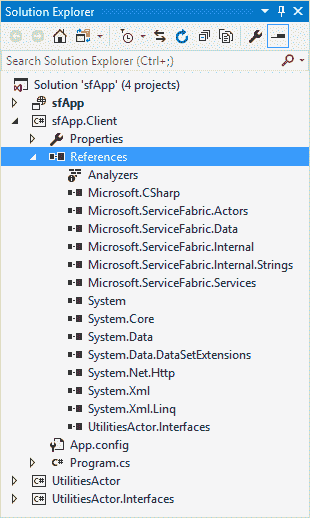 Solution Explorer
Search Solution Explorer (Ctrl+;)
Solution 'sfApp' (4 projects)
sfApp
C# sfApp.Client
Properties
References
Analyzers
Microsoft.CSharp
Microsoft.ServiceFabric.Actors
Microsoft.ServiceFabric.Data
Microsoft.ServiceFabric.Internal
Microsoft.ServiceFabric.Internal.Strings
Microsoft.ServiceFabric.Services
System
System.Core
System.Data
System.Data.DataSetExtensions
System.Net.Http
System.Xml
System.Xml.Linq
UtilitiesActor.Interfaces
App.config
C# Program.cs
C# UtilitiesActor
C# UtilitiesActor.Interfaces